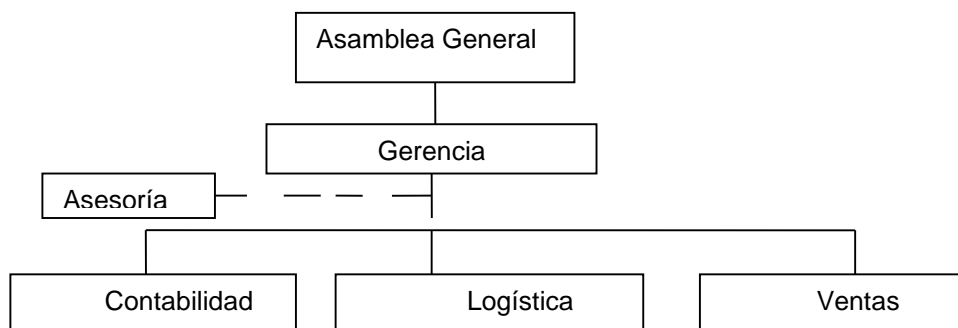 Asamblea General
Gerencia
Asesoría
Contabilidad
Logística
Ventas